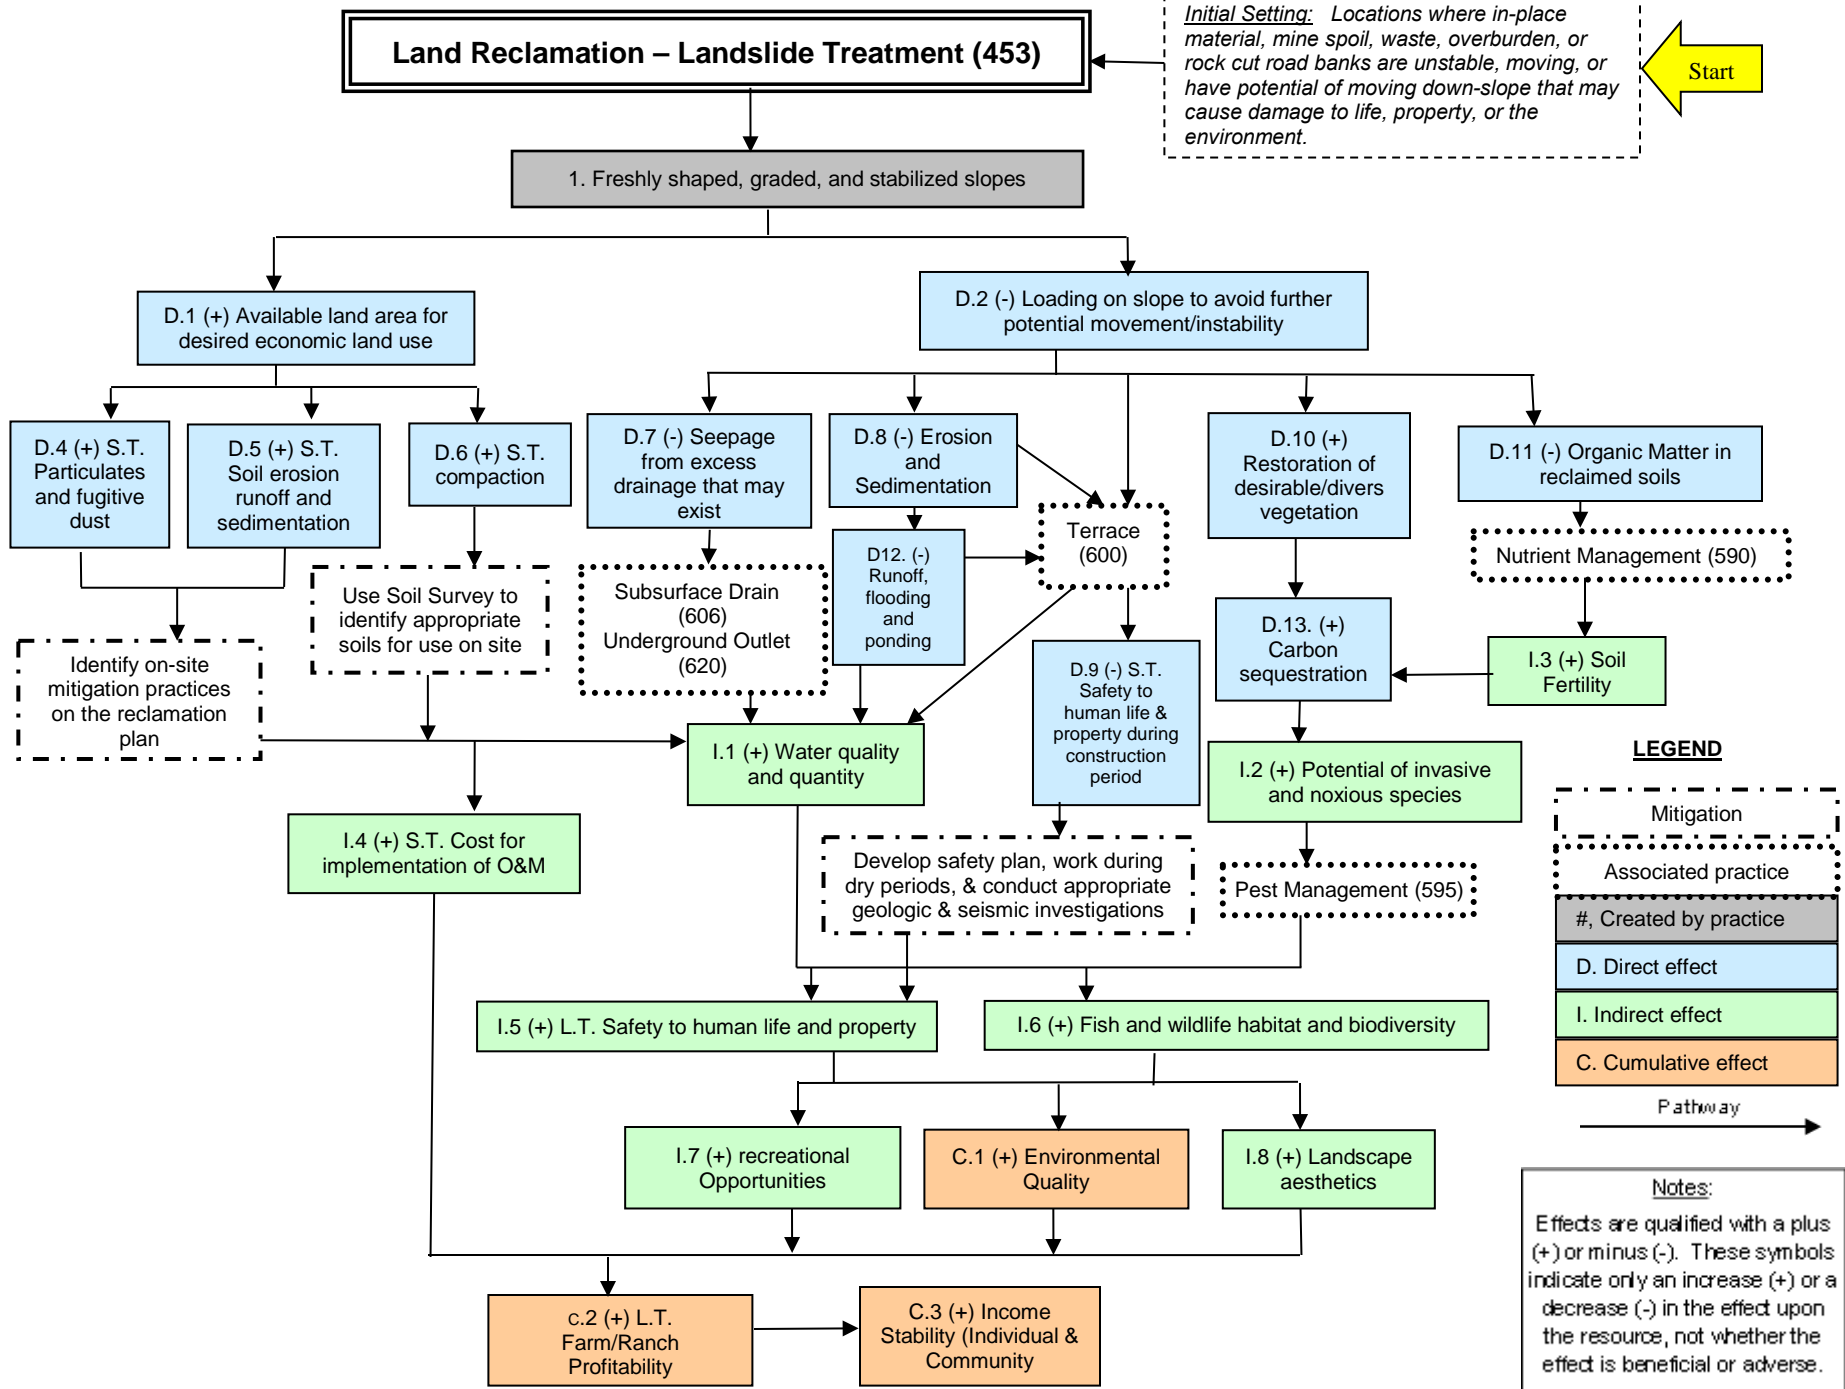 Land Reclamation – Landslide Treatment (453)
Initial Setting: Locations where in-place
material, mine spoil, waste, overburden, or
rock cut road banks are unstable, moving, or
have potential of moving down-slope that may
cause damage to life, property, or the
environment.
Start
1. Freshly shaped, graded, and stabilized slopes
D.1 (+) Available land area for
desired economic land use
D.2 (-) Loading on slope to avoid further
potential movement/instability
D.4 (+) S.T.
Particulates
and fugitive
dust
D.5 (+) S.T.
Soil erosion
runoff and
sedimentation
D.6 (+) S.T.
compaction
D.7 (-) Seepage
from excess
drainage that may
exist
D.8 (-) Erosion
and
Sedimentation
D.10 (+)
Restoration of
desirable/divers
vegetation
D.11 (-) Organic Matter in
reclaimed soils
Terrace
(600)
Nutrient Management (590)
D12. (-)
Runoff,
flooding
and
ponding
Use Soil Survey to
identify appropriate
soils for use on site
Subsurface Drain
(606)
Underground Outlet
(620)
Identify on-site
mitigation practices
on the reclamation
plan
D.9 (-) S.T.
Safety to
human life &
property during
construction
period
D.13. (+)
Carbon
sequestration
I.3 (+) Soil
Fertility
I.1 (+) Water quality
and quantity
I.2 (+) Potential of invasive
and noxious species
I.4 (+) S.T. Cost for
implementation of O&M
Develop safety plan, work during
dry periods, & conduct appropriate
geologic & seismic investigations
Pest Management (595)
I.5 (+) L.T. Safety to human life and property
I.6 (+) Fish and wildlife habitat and biodiversity
I.7 (+) recreational
Opportunities
C.1 (+) Environmental
Quality
I.8 (+) Landscape
aesthetics
C.2 (+) L.T.
Farm/Ranch
Profitability
C.3 (+) Income
Stability (Individual &
Community
LEGEND
Mitigation
Associated practice
#, Created by practice
D. Direct effect
I. Indirect effect
C. Cumulative effect
Pathway
Notes:
Effects are qualified with a plus
(+) or minus (-). These symbols
indicate only an increase (+) or a
decrease (-) in the effect upon
the resource, not whether the
effect is beneficial or adverse.